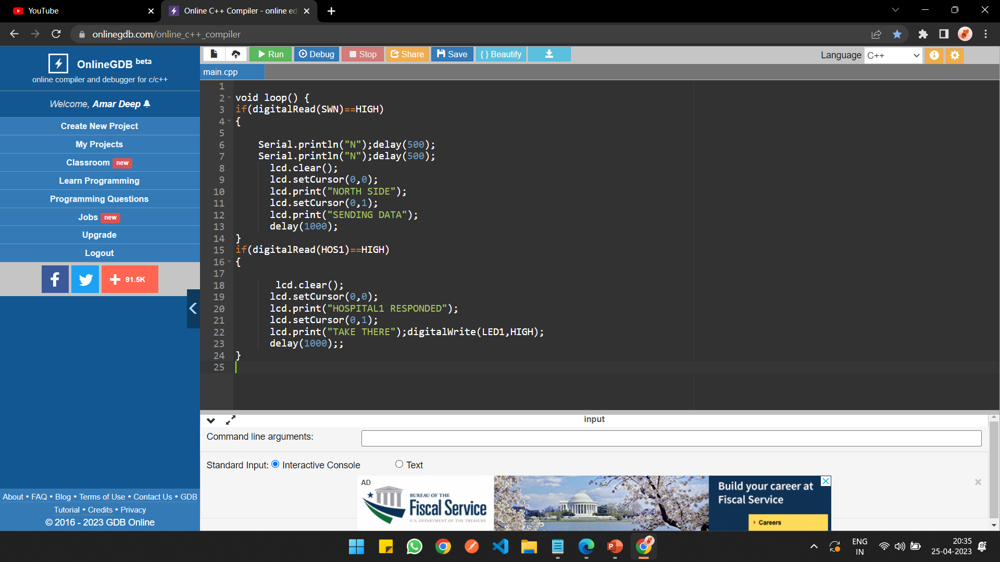 YouTube
Online C++ Compiler - online ed
onlinegdb.com/online_c++_compiler
OnlineGDB beta
online compiler and debugger for c/c++
Welcome, Amar Deep
Create New Project
My Projects
Classroom new
Learn Programming
Programming Questions
Jobs new
Upgrade
Logout
91.5K
About • FAQ • Blog • Terms of Use • Contact Us • GDB
Tutorial • Credits • Privacy
© 2016 - 2023 GDB Online
Run Debug Stop Share Save { } Beautify
Language C++
main.cpp
1
2 void loop() {
3 if(digitalRead(SWN)==HIGH)
4 {
5
6 Serial.println("N");delay(500);
7 Serial.println("N");delay(500);
8 lcd.clear();
9 lcd.setCursor(0,0);
10 lcd.print("NORTH SIDE");
11 lcd.setCursor(0,1);
12 lcd.print("SENDING DATA");
13 delay(1000);
14 }
15 if(digitalRead(HOS1)==HIGH)
16 {
17
18 lcd.clear();
19 lcd.setCursor(0,0);
20 lcd.print("HOSPITAL1 RESPONDED");
21 lcd.setCursor(0,1);
22 lcd.print("TAKE THERE");digitalWrite(LED1,HIGH);
23 delay(1000);;
24 }
25
input
Command line arguments:
Standard Input: Interactive Console Text
AD
BUREAU OF THE
Fiscal Service
U.S. DEPARTMENT OF THE TREASURY
Build your career at
Fiscal Service
Careers
ENG
IN
20:35
25-04-2023